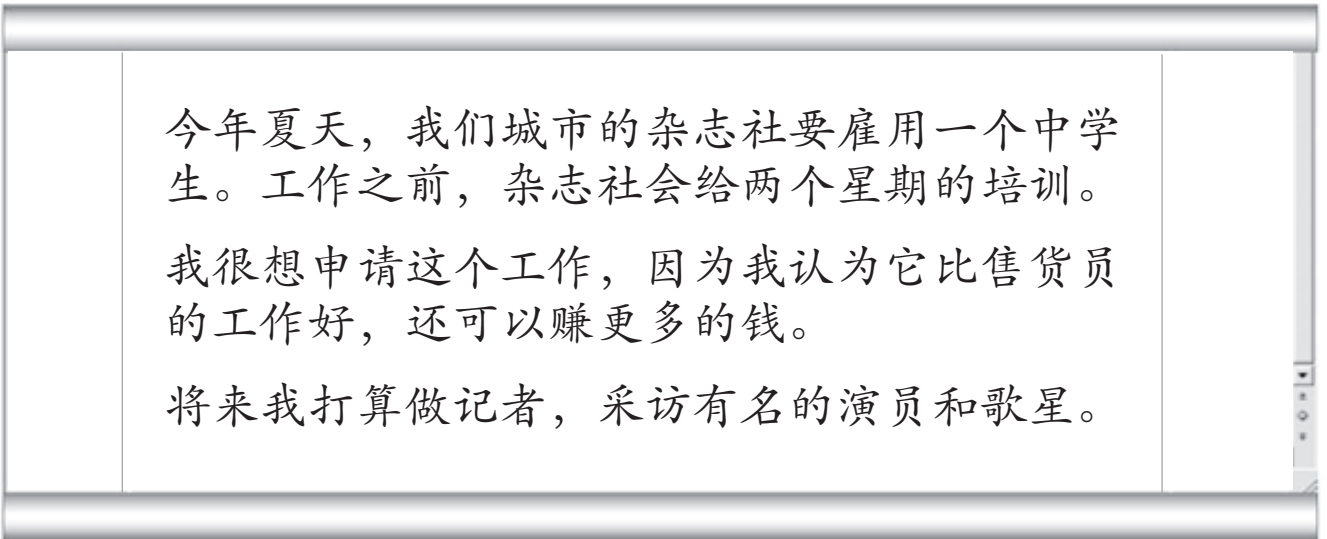 今年夏天，我们城市的杂志社要雇用一个中学
生。工作之前，杂志社会给两个星期的培训。
我很想申请这个工作，因为我认为它比售货员
的工作好，还可以赚更多的钱。
将来我打算做记者，采访有名的演员和歌星。